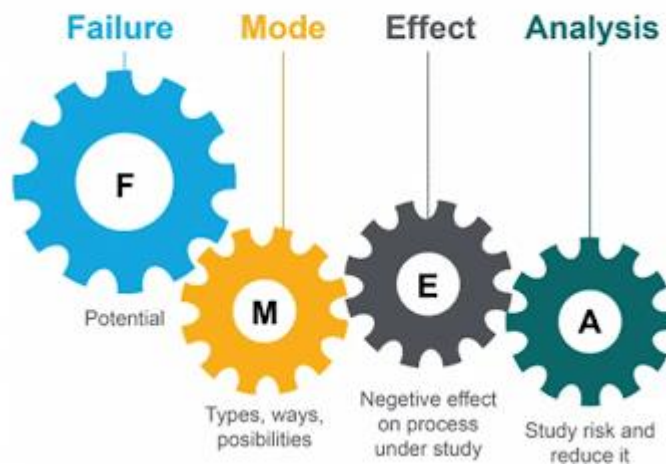 Failure Mode Effect Analysis
F
M
E
A
Potential
Types, ways,
posibilities
Negetive effect
on process
under study
Study risk and
reduce it